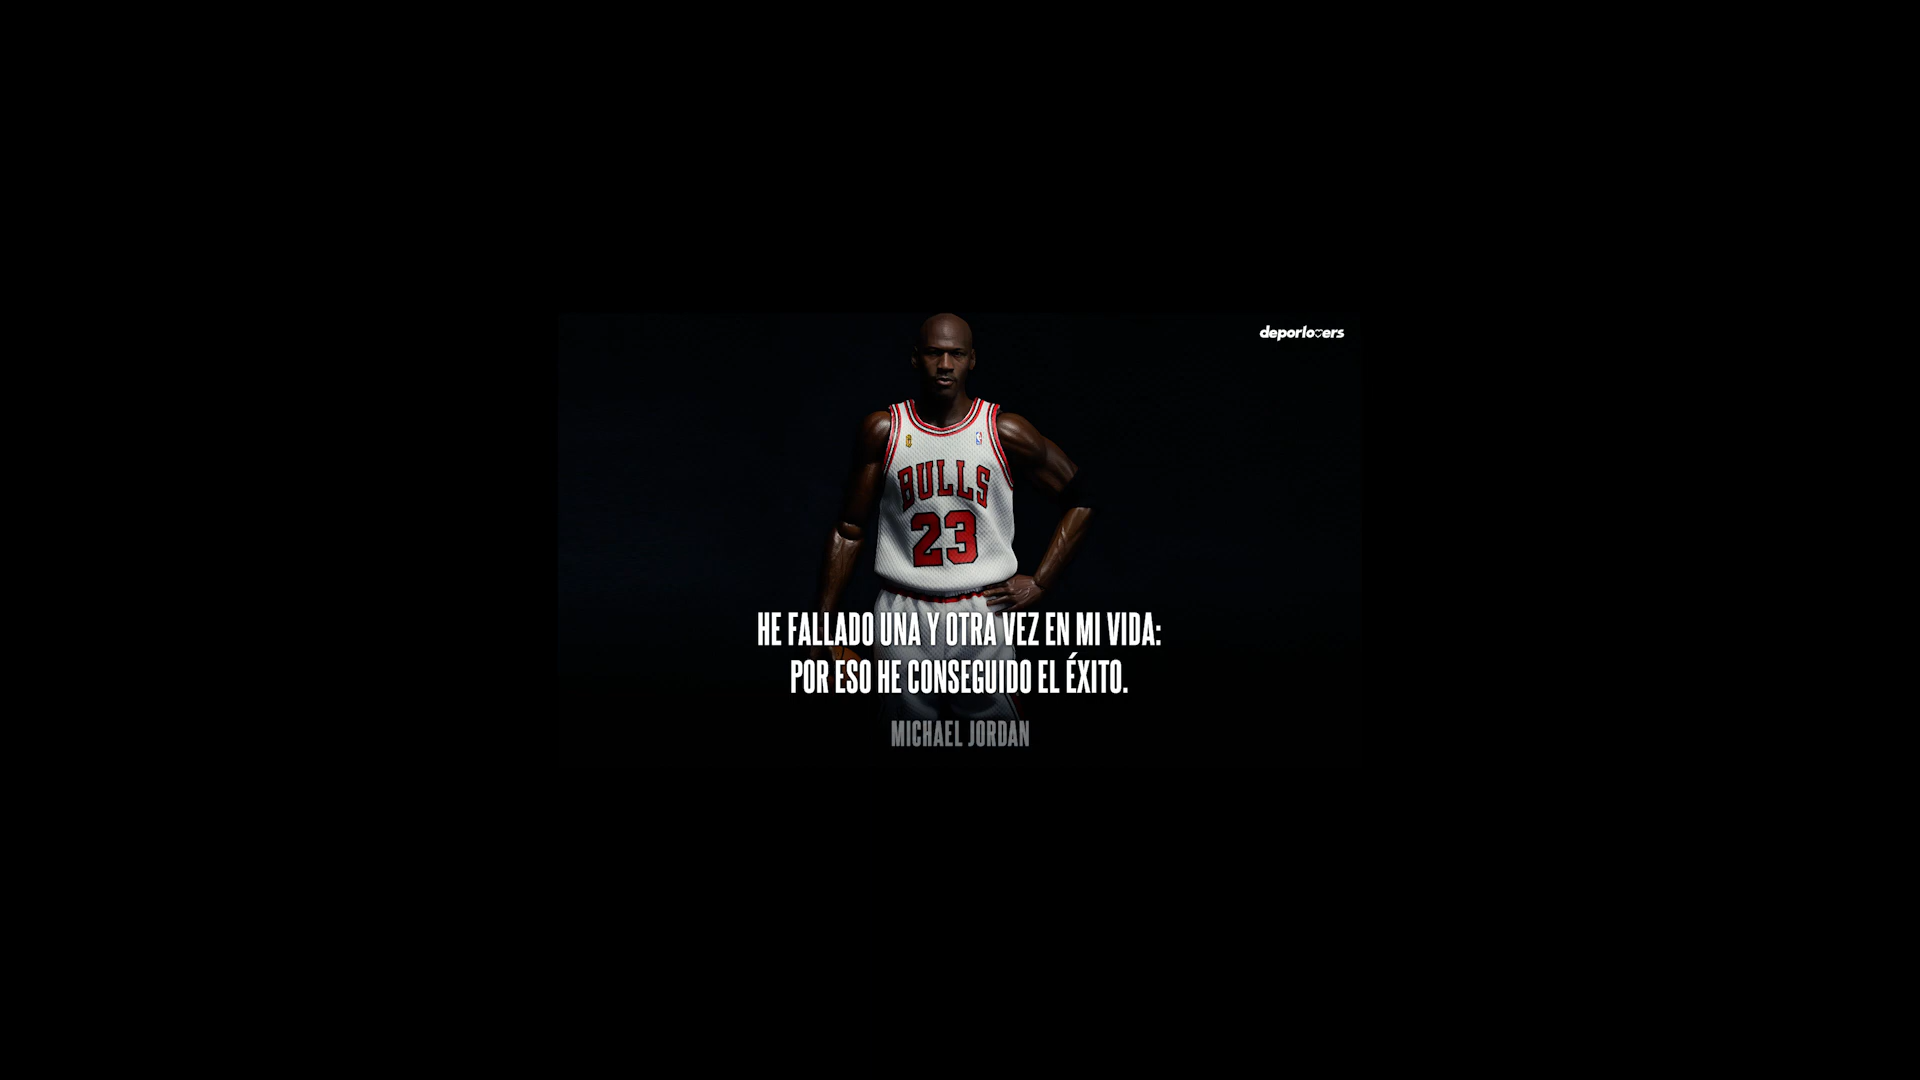 deporlovers
BULLS
23
HE FALLADO UNA Y OTRA VEZ EN MI VIDA:
POR ESO HE CONSEGUIDO EL ÉXITO.
MICHAEL JORDAN